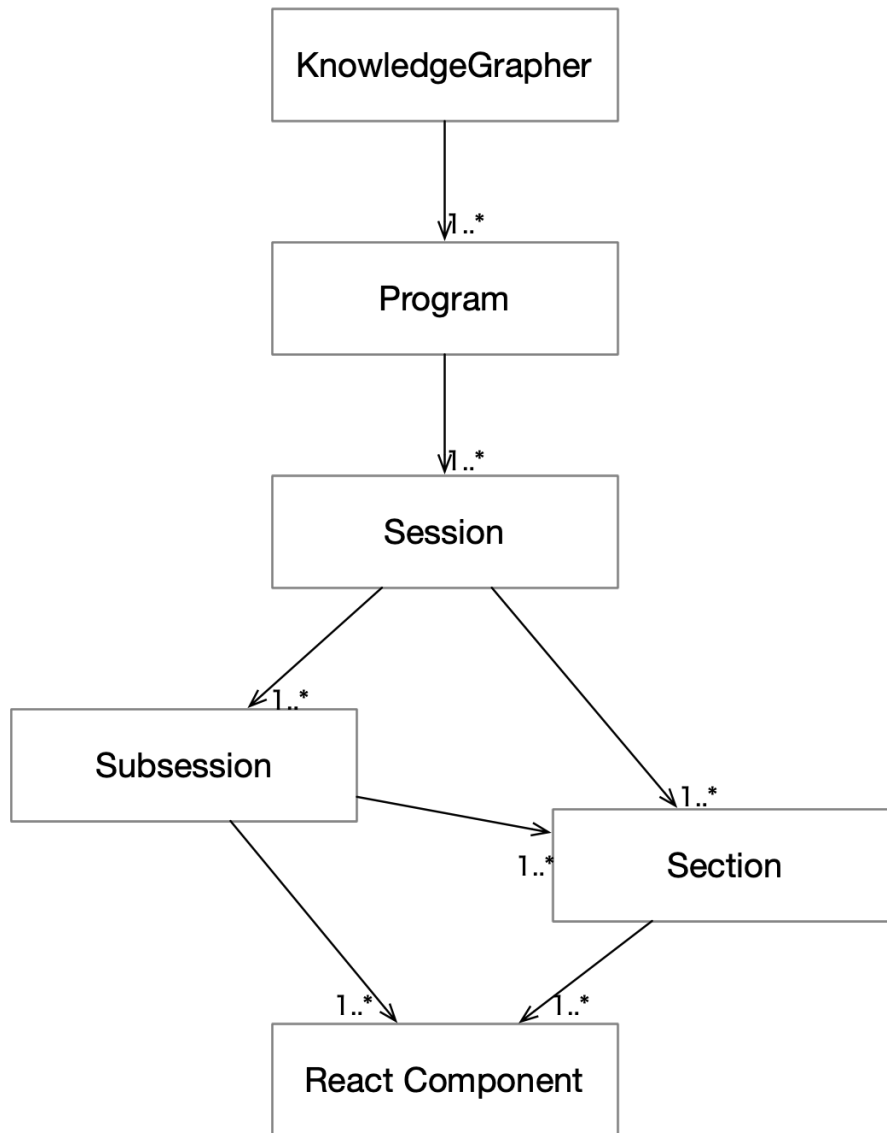 KnowledgeGrapher
1..*
Program
1..*
Session
1..*
Subsession
1..*
1..*
Section
1..*
1..*
React Component